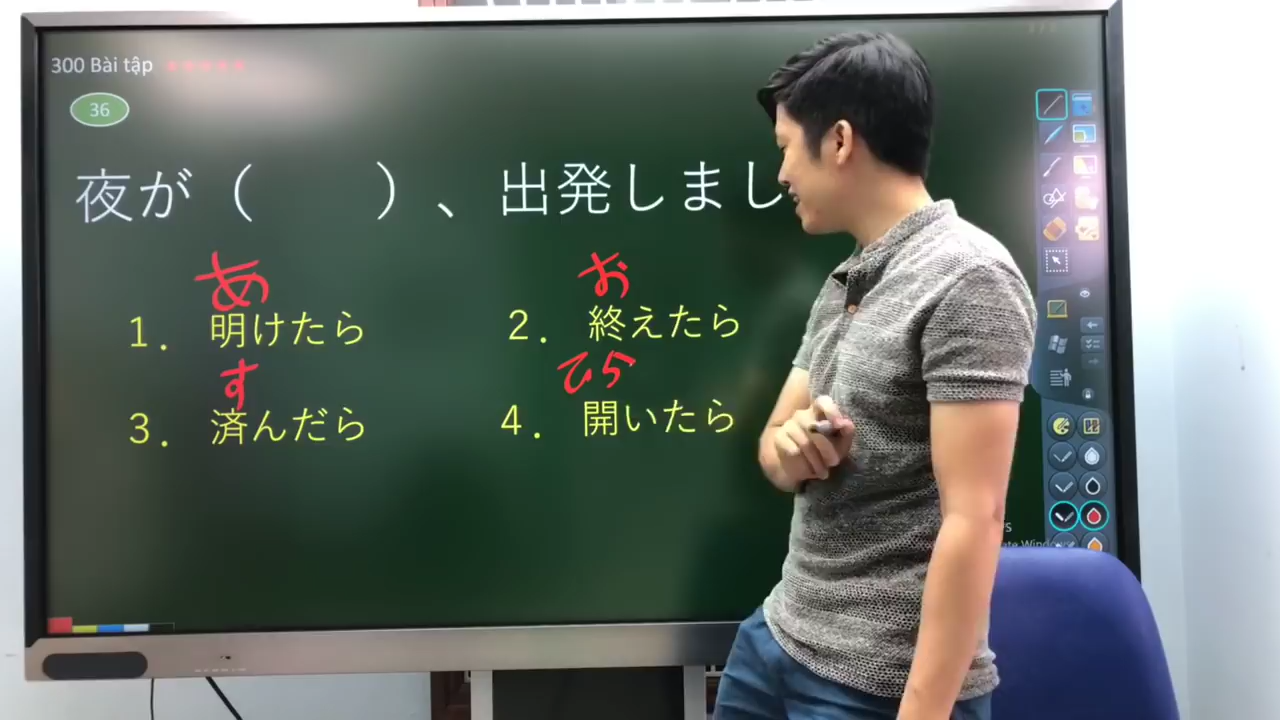 300 Bài tập
36
夜が（　　）、出発しまし
あ お
1. 明けたら 2. 終えたら
す ひら
3. 済んだら 4. 開いたら